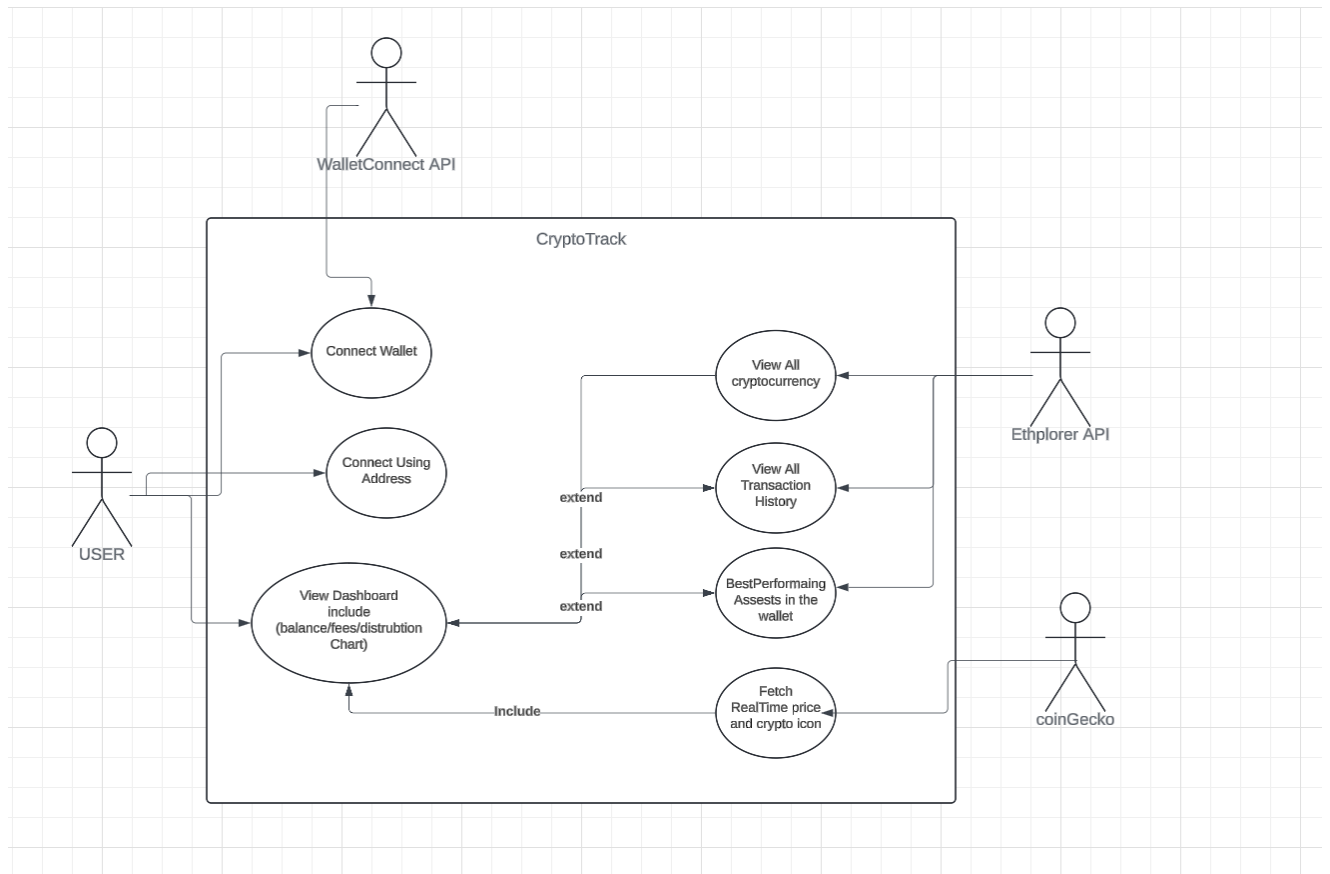 WalletConnect API
CryptoTrack
Connect Wallet
View All
cryptocurrency
Ethplorer API
Connect Using
Address
View All
Transaction
History
extend
USER
extend
View Dashboard
include
(balance/fees/distrubtion
Chart)
extend
BestPerformaing
Assests in the
wallet
Fetch
RealTime price
and crypto icon
Include
coinGecko